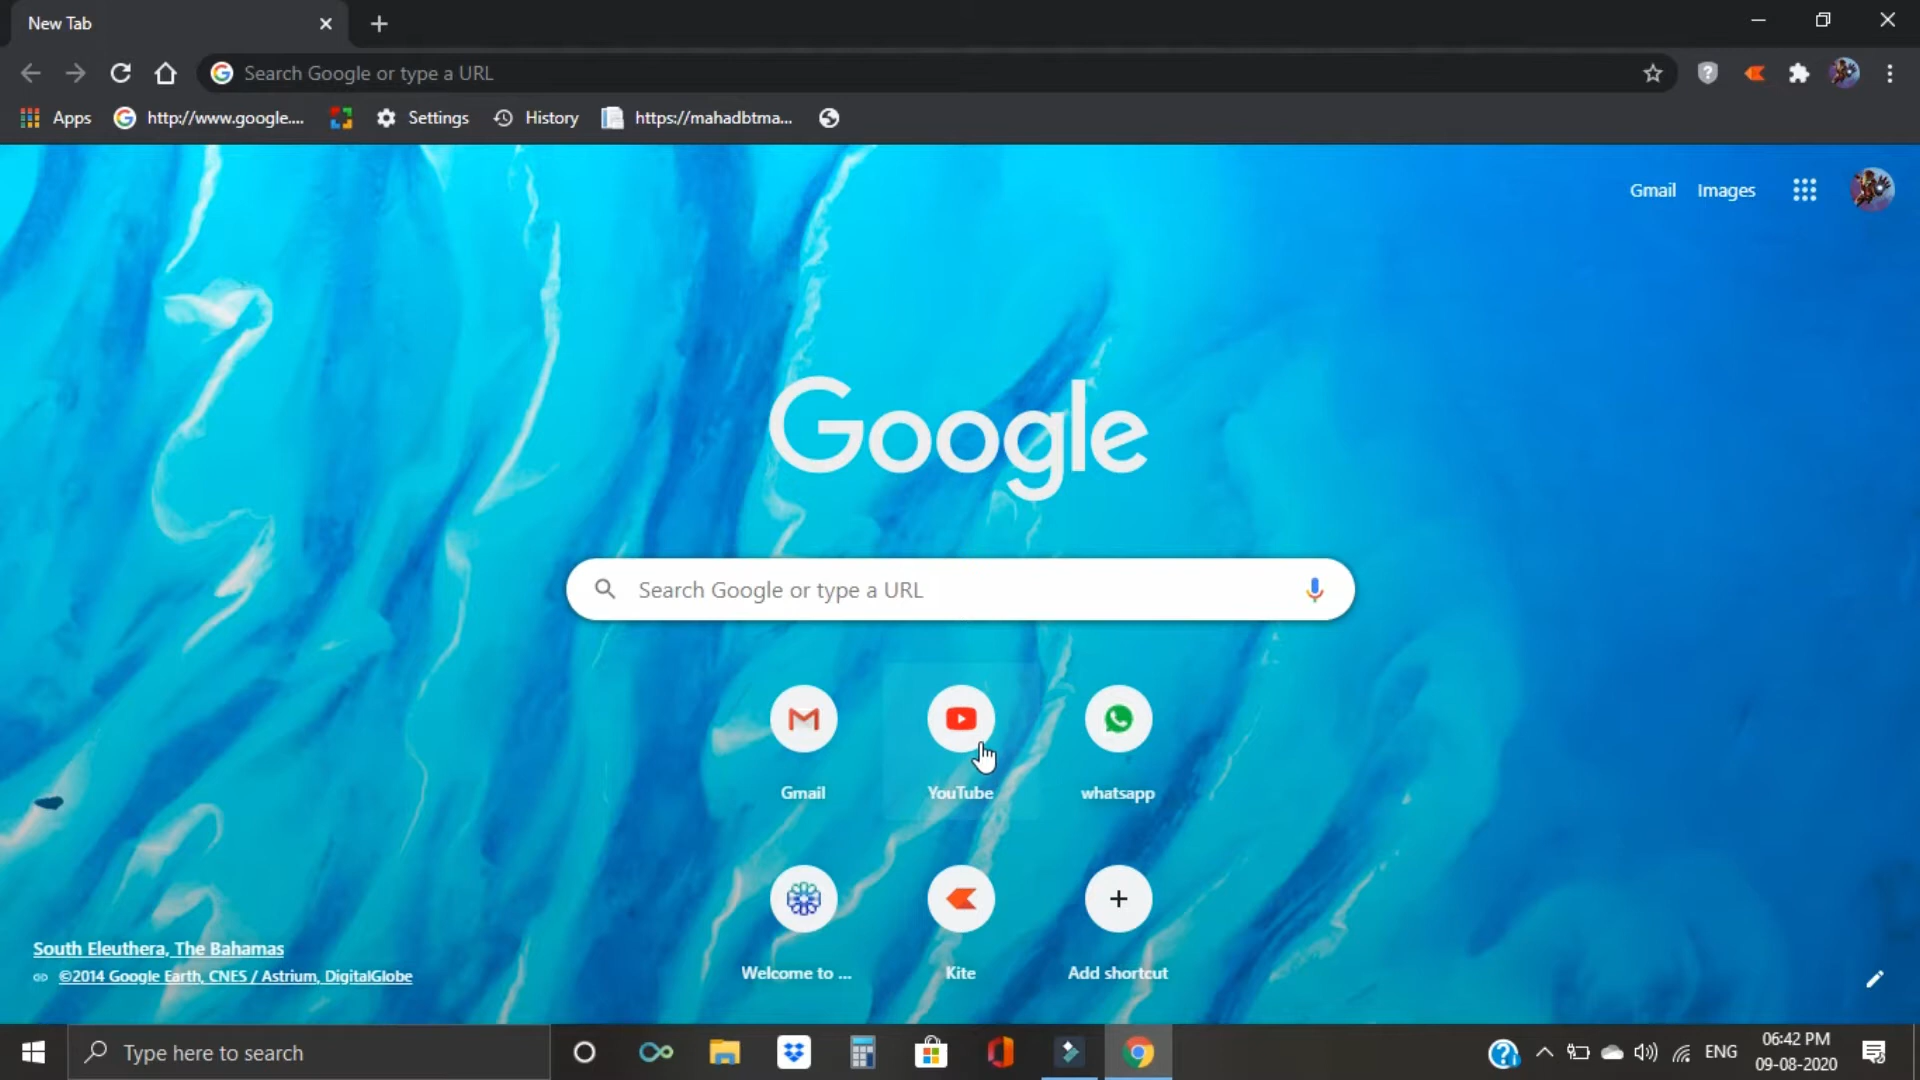 New Tab
Search Google or type a URL
Apps
http://www.google....
Settings
History
https://mahadbtma...
Gmail
Images
Google
Search Google or type a URL
Gmail
YouTube
whatsapp
Welcome to ...
Kite
Add shortcut
South Eleuthera, The Bahamas
©2014 Google Earth, CNES / Astrium, DigitalGlobe
Type here to search
ENG
06:42 PM
09-08-2020